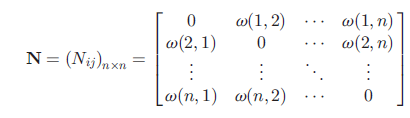 N = (N_{ij})_{n×n} = [ 0 ω(1, 2) ⋯ ω(1, n)
ω(2, 1) 0 ⋯ ω(2, n)
⋮ ⋮ ⋱ ⋮
ω(n, 1) ω(n, 2) ⋯ 0 ]